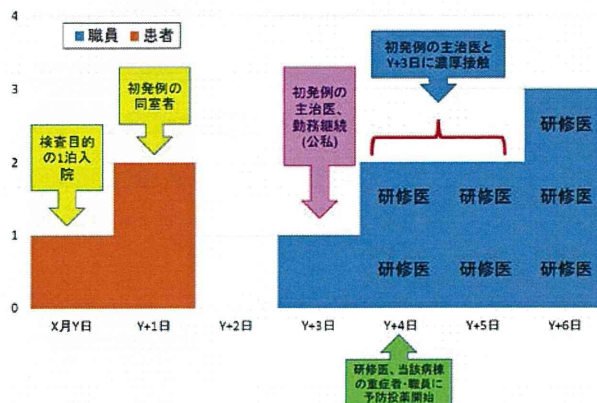 4
3
2
1
0
職員 患者
検査目的
の1泊入
院
初発例の
同室者
初発例の
主治医、
勤務継続
(公私)
初発例の主治医と
Y+3日に濃厚接触
研修医
研修医 研修医 研修医
研修医 研修医 研修医
X月Y日 Y+1日 Y+2日 Y+3日 Y+4日 Y+5日 Y+6日
研修医、当該病棟
の重症者・職員に
予防投薬開始